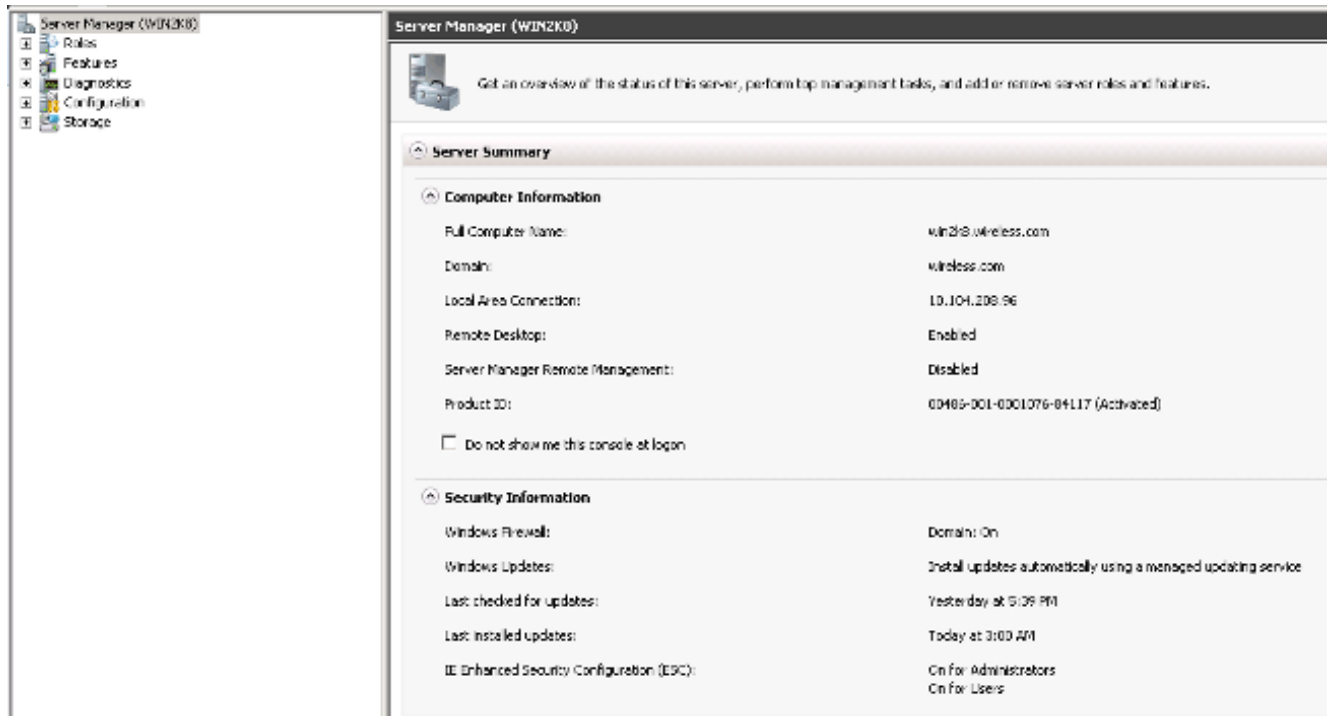 Server Manager (WIN2K8)
Roles
Features
Diagnostics
Configuration
Storage
Server Manager (WIN2K8)
Get an overview of the status of this server, perform top management tasks, and add or remove server roles and features.
Server Summary
Computer Information
Full Computer Name: win2k8.wireless.com
Domain: wireless.com
Local Area Connection: 10.104.208.96
Remote Desktop: Enabled
Server Manager Remote Management: Disabled
Product ID: 00486-001-0001076-84117 (Activated)
Do not show me this console at logon
Security Information
Windows Firewall: Domain: On
Windows Updates: Install updates automatically using a managed updating service
Last checked for updates: Yesterday at 5:39 PM
Last installed updates: Today at 3:00 AM
IE Enhanced Security Configuration (ESC): On for Administrators
On for Users